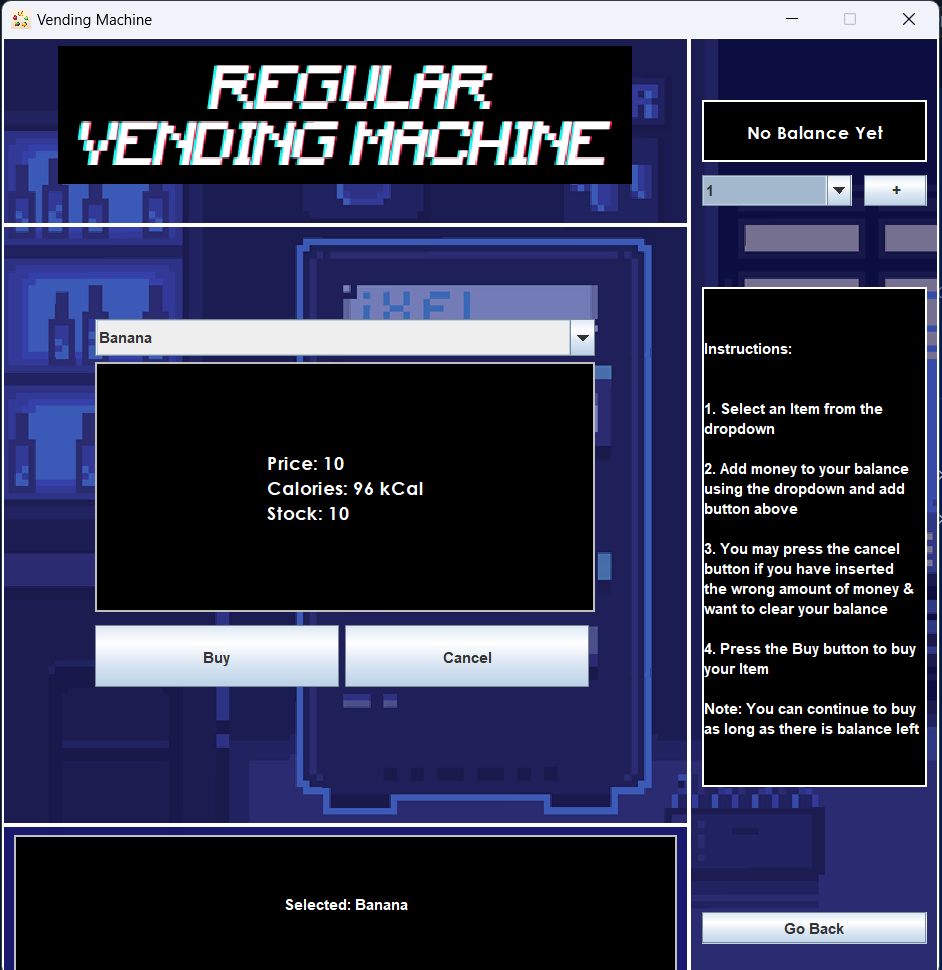 Vending Machine
REGULAR
VENDING MACHINE
No Balance Yet
1
+
Banana
Price: 10
Calories: 96 kCal
Stock: 10
Buy
Cancel
Instructions:
1. Select an Item from the
dropdown
2. Add money to your balance
using the dropdown and add
button above
3. You may press the cancel
button if you have inserted
the wrong amount of money &
want to clear your balance
4. Press the Buy button to buy
your Item
Note: You can continue to buy
as long as there is balance left
Selected: Banana
Go Back